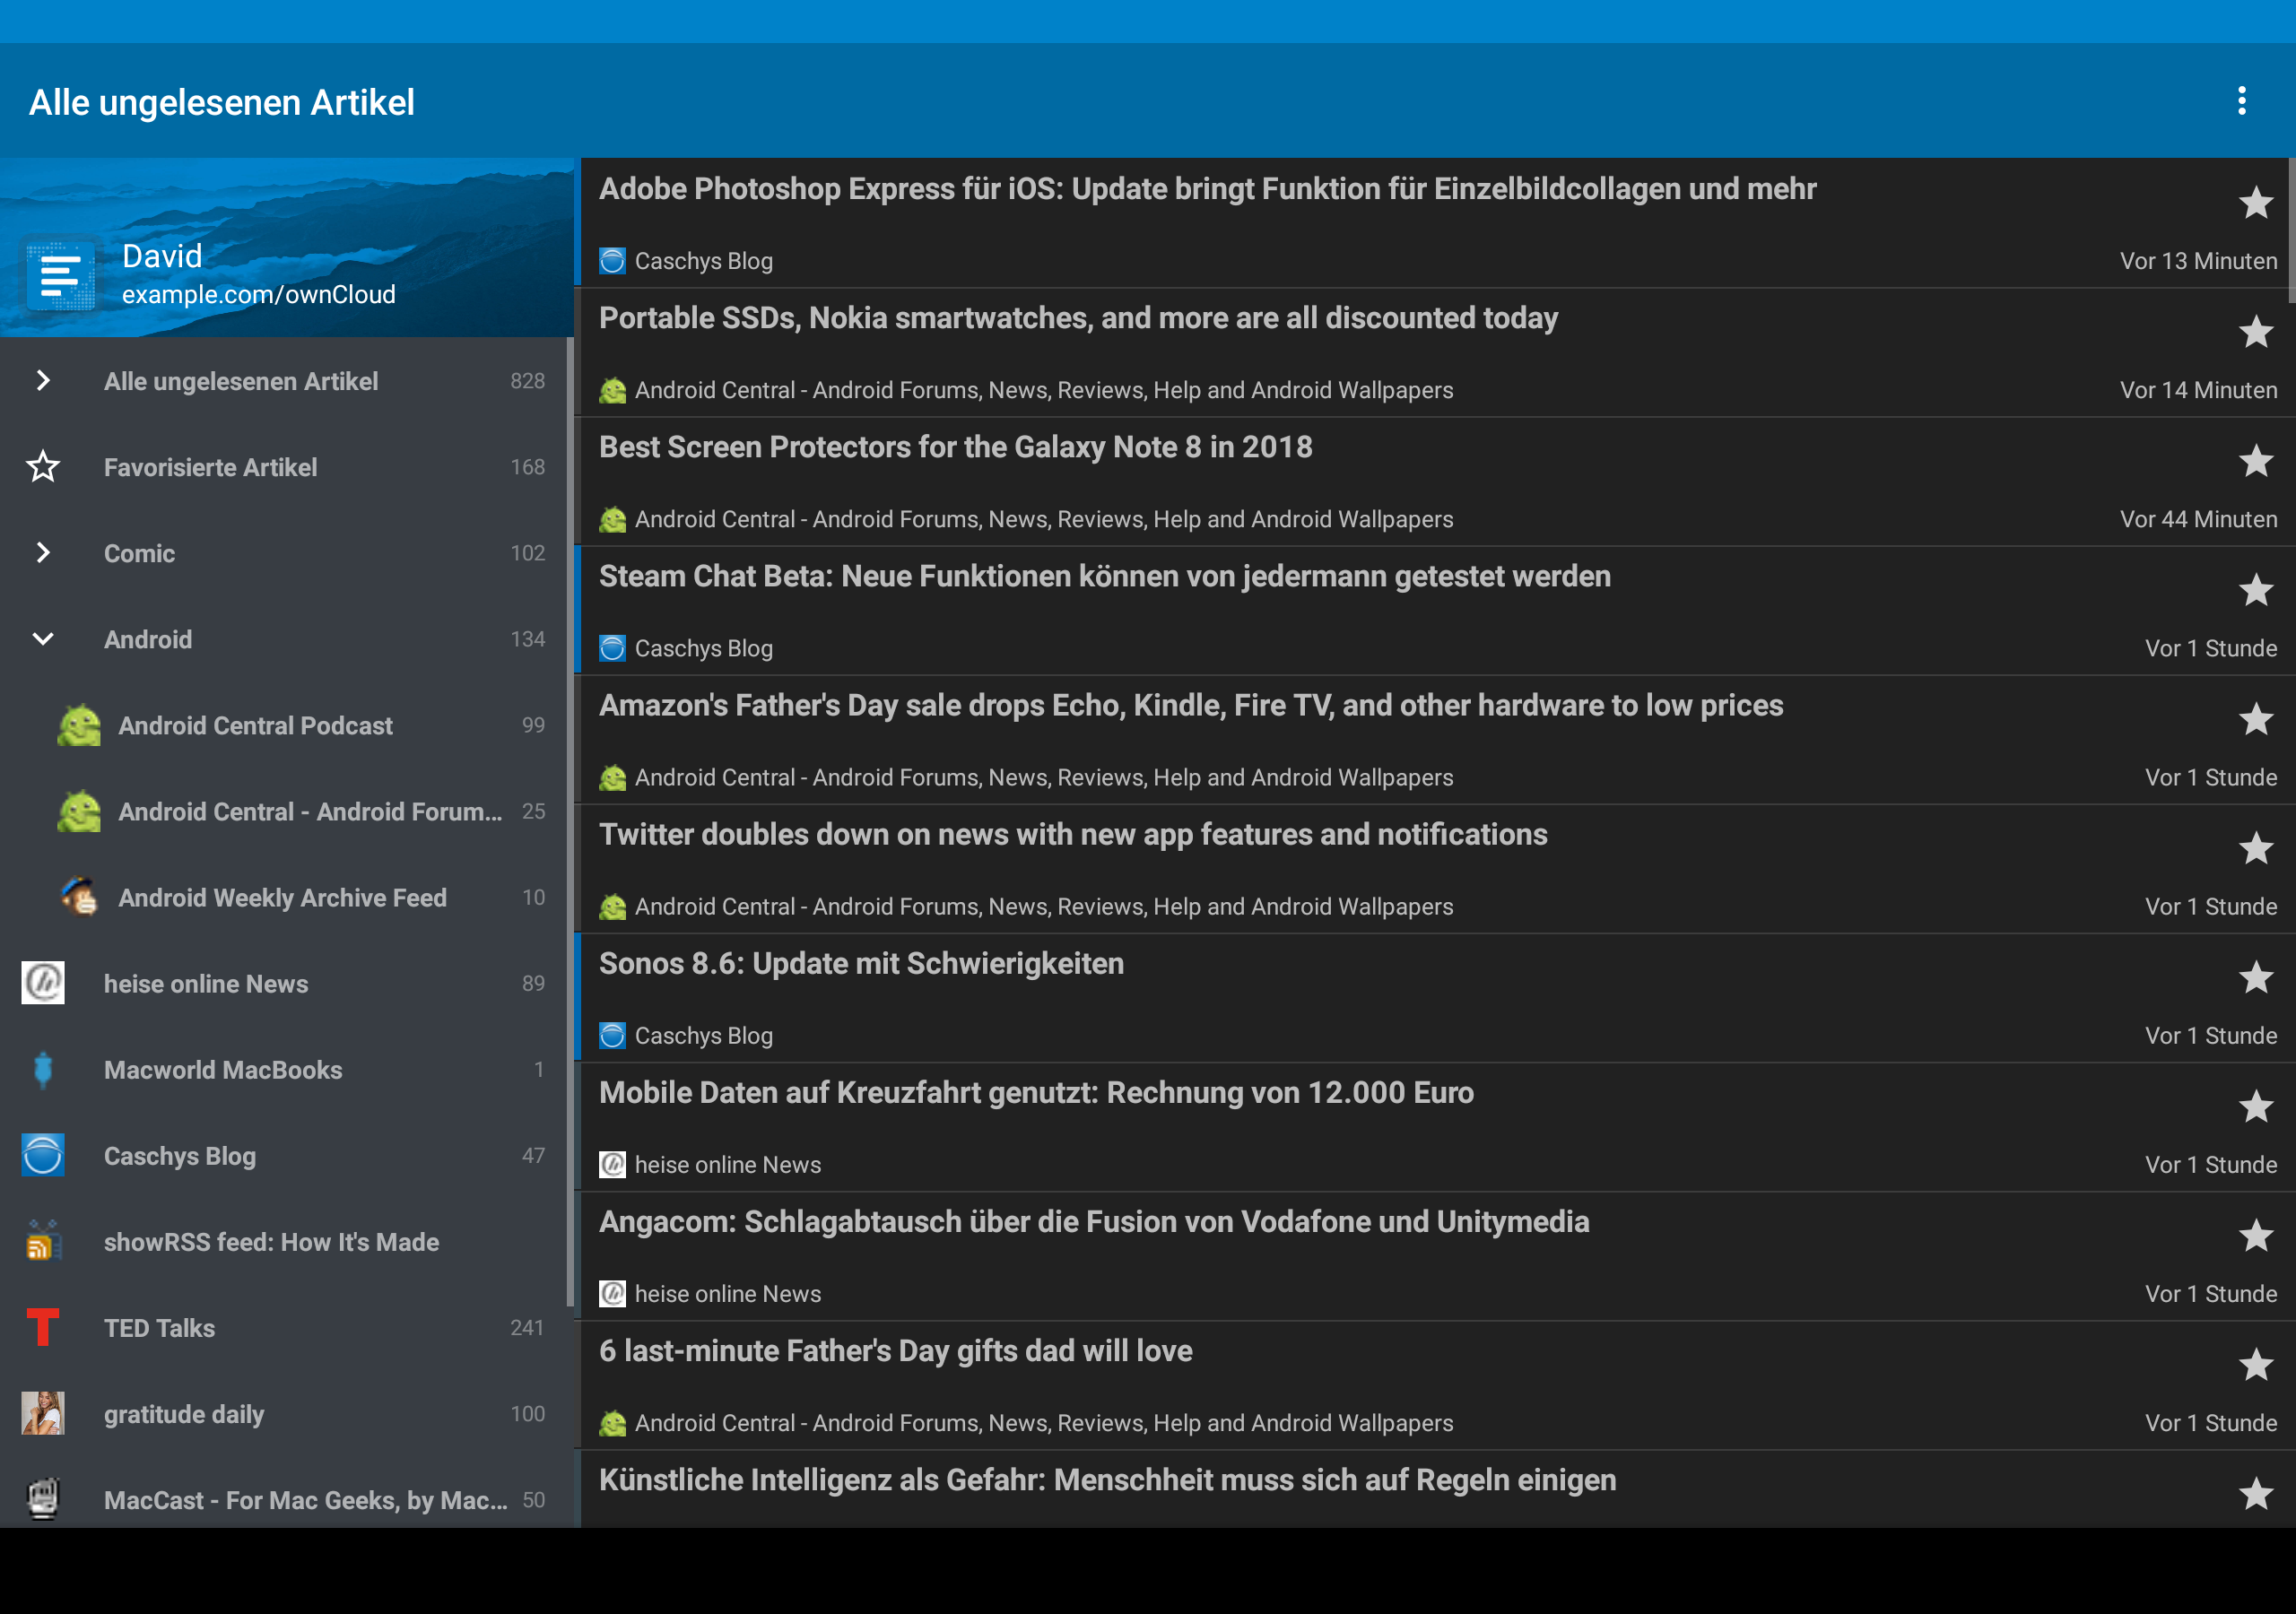 Alle ungelesenen Artikel
David
example.com/ownCloud
Alle ungelesenen Artikel 828
Favorisierte Artikel 168
Comic 102
Android 134
Android Central Podcast 99
Android Central - Android Forum... 25
Android Weekly Archive Feed 10
heise online News 89
Macworld MacBooks 1
Caschys Blog 47
showRSS feed: How It's Made
TED Talks 241
gratitude daily 100
MacCast - For Mac Geeks, by Mac... 50
Adobe Photoshop Express für iOS: Update bringt Funktion für Einzelbildcollagen und mehr
Caschys Blog Vor 13 Minuten
Portable SSDs, Nokia smartwatches, and more are all discounted today
Android Central - Android Forums, News, Reviews, Help and Android Wallpapers Vor 14 Minuten
Best Screen Protectors for the Galaxy Note 8 in 2018
Android Central - Android Forums, News, Reviews, Help and Android Wallpapers Vor 44 Minuten
Steam Chat Beta: Neue Funktionen können von jedermann getestet werden
Caschys Blog Vor 1 Stunde
Amazon's Father's Day sale drops Echo, Kindle, Fire TV, and other hardware to low prices
Android Central - Android Forums, News, Reviews, Help and Android Wallpapers Vor 1 Stunde
Twitter doubles down on news with new app features and notifications
Android Central - Android Forums, News, Reviews, Help and Android Wallpapers Vor 1 Stunde
Sonos 8.6: Update mit Schwierigkeiten
Caschys Blog Vor 1 Stunde
Mobile Daten auf Kreuzfahrt genutzt: Rechnung von 12.000 Euro
heise online News Vor 1 Stunde
Angacom: Schlagabtausch über die Fusion von Vodafone und Unitymedia
heise online News Vor 1 Stunde
6 last-minute Father's Day gifts dad will love
Android Central - Android Forums, News, Reviews, Help and Android Wallpapers Vor 1 Stunde
Künstliche Intelligenz als Gefahr: Menschheit muss sich auf Regeln einigen